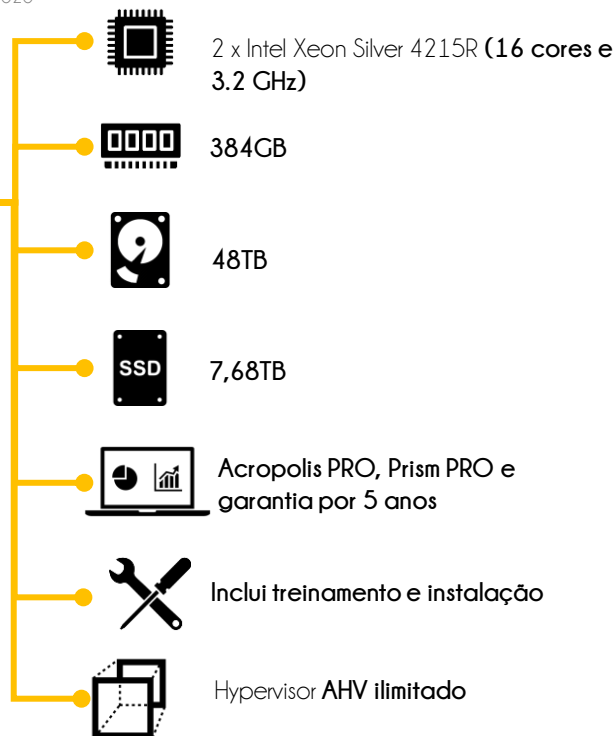 2 x Intel Xeon Silver 4215R (16 cores e
3.2 GHz)
384GB
48TB
SSD
7,68TB
Acropolis PRO, Prism PRO e
garantia por 5 anos
Inclui treinamento e instalação
Hypervisor AHV ilimitado